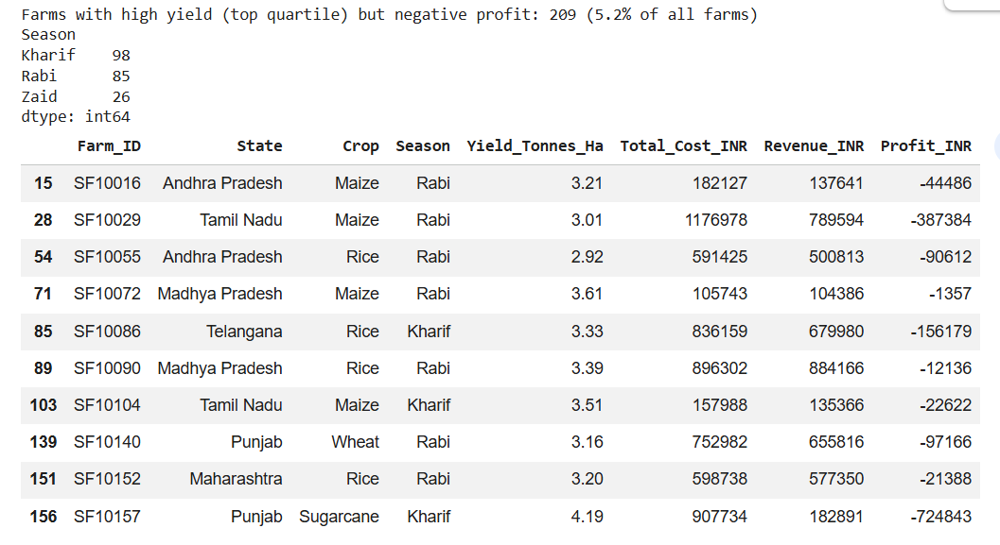 Farms with high yield (top quartile) but negative profit: 209 (5.2% of all farms)
Season
Kharif 98
Rabi 85
Zaid 26
dtype: int64
Farm_ID State Crop Season Yield_Tonnes_Ha Total_Cost_INR Revenue_INR Profit_INR
15 SF10016 Andhra Pradesh Maize Rabi 3.21 182127 137641 -44486
28 SF10029 Tamil Nadu Maize Rabi 3.01 1176978 789594 -387384
54 SF10055 Andhra Pradesh Rice Rabi 2.92 591425 500813 -90612
71 SF10072 Madhya Pradesh Maize Rabi 3.61 105743 104386 -1357
85 SF10086 Telangana Rice Kharif 3.33 836159 679980 -156179
89 SF10090 Madhya Pradesh Rice Rabi 3.39 896302 884166 -12136
103 SF10104 Tamil Nadu Maize Kharif 3.51 157988 135366 -22622
139 SF10140 Punjab Wheat Rabi 3.16 752982 655816 -97166
151 SF10152 Maharashtra Rice Rabi 3.20 598738 577350 -21388
156 SF10157 Punjab Sugarcane Kharif 4.19 907734 182891 -724843